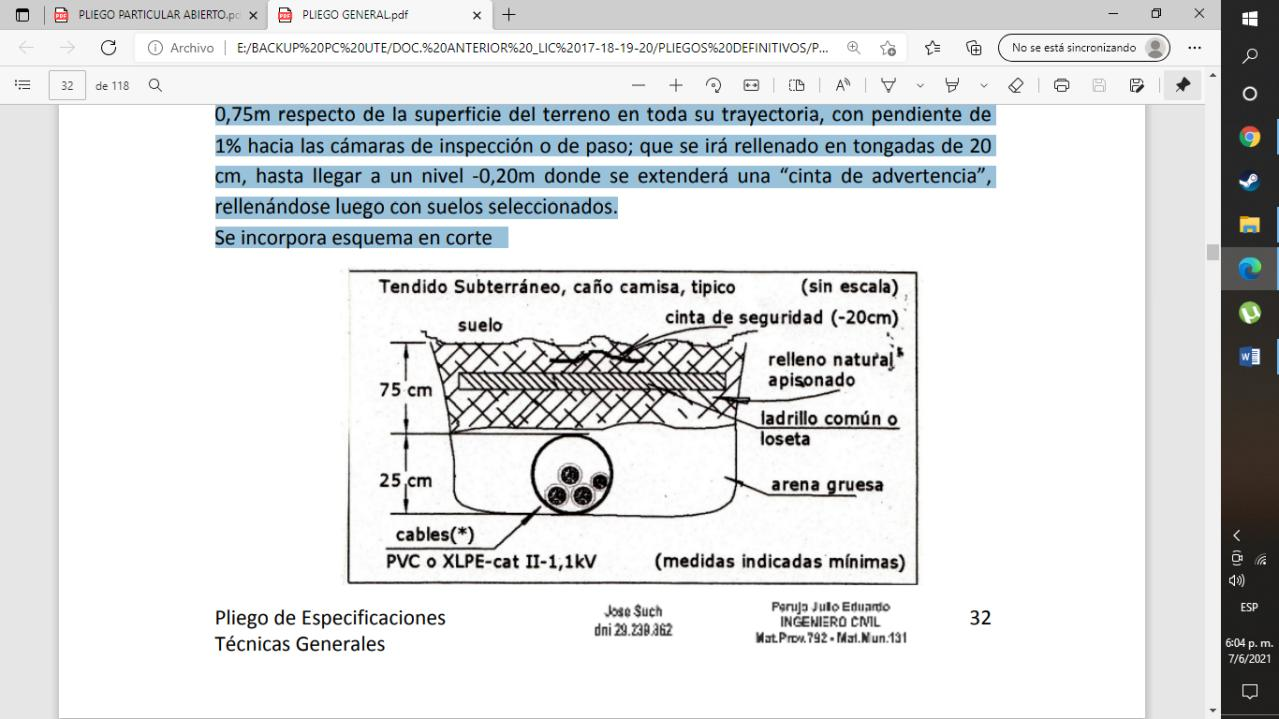 PLIEGO PARTICULAR ABIERTO.pd
PLIEGO GENERAL.pdf
Archivo
E:/BACKUP%20PC%20UTE/DOC.%20ANTERIOR%20_LIC%2017-18-19-20/PLIEGOS%20DEFINITIVOS/P...
No se está sincronizando
32
de 118
0,75m respecto de la superficie del terreno en toda su trayectoria, con pendiente de
1% hacia las cámaras de inspección o de paso; que se irá rellenado en tongadas de 20
cm, hasta llegar a un nivel -0,20m donde se extenderá una “cinta de advertencia”,
rellenándose luego con suelos seleccionados.
Se incorpora esquema en corte
Tendido Subterráneo, caño camisa, tipico (sin escala)
cinta de seguridad (-20cm)
suelo
relleno natural
apisonado
75 cm
ladrillo común o
loseta
25 cm
arena gruesa
cables(*)
PVC o XLPE-cat II-1,1kV (medidas indicadas mínimas)
Pliego de Especificaciones
Técnicas Generales
Jose Such
dni 29.239.862
Peruja Julio Eduardo
INGENIERO CIVIL
Mat.Prov.792 - Mat.Mun.131
32
ESP
6:04 p. m.
7/6/2021